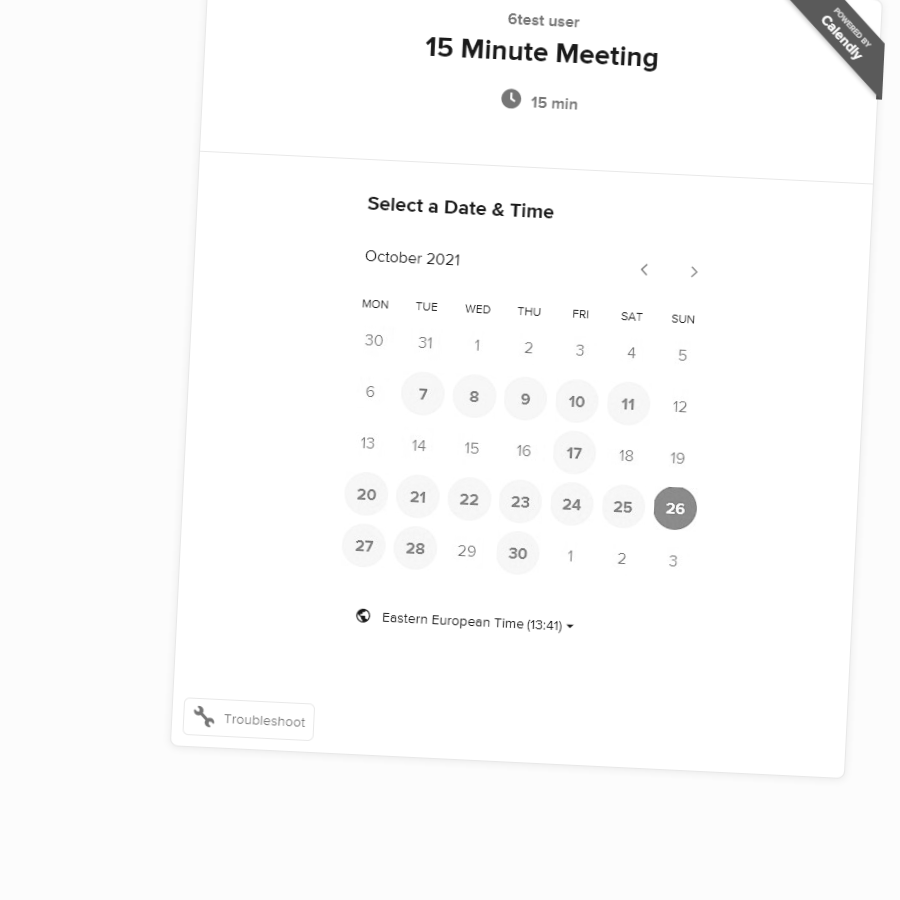 6test user
15 Minute Meeting
15 min
POWERED BY
Calendly
Select a Date & Time
October 2021
MON TUE WED THU FRI SAT SUN
30 31 1 2 3 4 5
6 7 8 9 10 11 12
13 14 15 16 17 18 19
20 21 22 23 24 25 26
27 28 29 30 1 2 3
Eastern European Time (13:41)
Troubleshoot